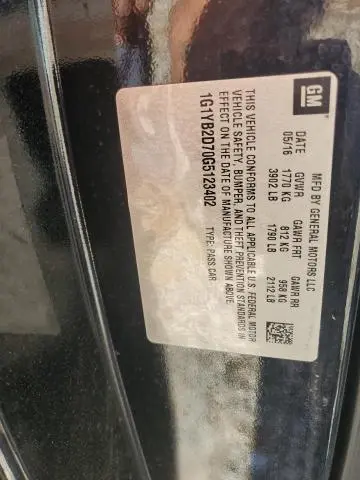 GM
MFD BY GENERAL MOTORS LLC
DATE GVWR GAWR FRT GAWR RR
05/16 1770 KG 812 KG 958 KG
3902 LB 1790 LB 2112 LB
THIS VEHICLE CONFORMS TO ALL APPLICABLE U.S. FEDERAL MOTOR
VEHICLE SAFETY, BUMPER, AND THEFT PREVENTION STANDARDS IN
EFFECT ON THE DATE OF MANUFACTURE SHOWN ABOVE.
1G1YB2D70G5123402 TYPE: PASS CAR